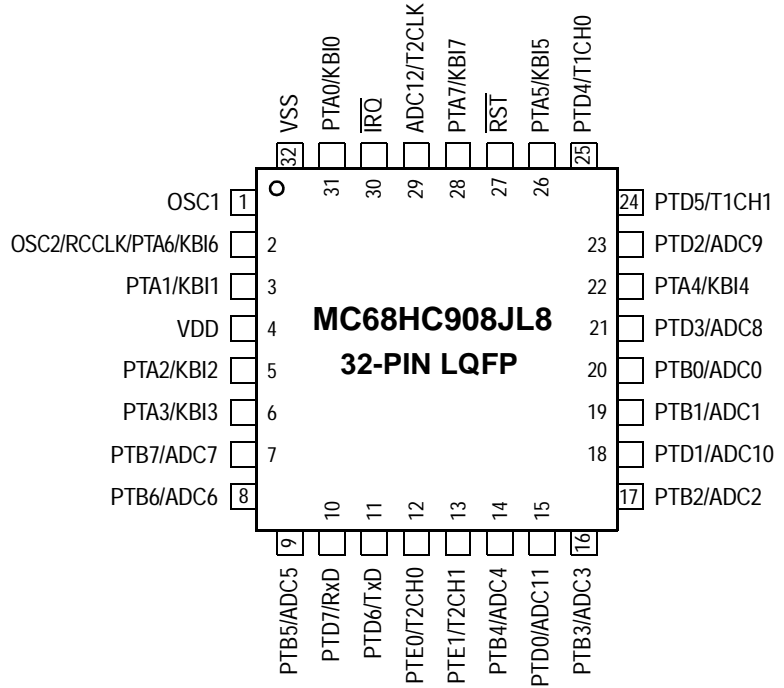 VSS
PTA0/KBI0
IRQ
ADC12/T2CLK
PTA7/KBI7
RST
PTA5/KBI5
PTD4/T1CH0
32
31
30
29
28
27
26
25
OSC1 1
OSC2/RCCLK/PTA6/KBI6 2
PTA1/KBI1 3
VDD 4
PTA2/KBI2 5
PTA3/KBI3 6
PTB7/ADC7 7
PTB6/ADC6 8
MC68HC908JL8
32-PIN LQFP
24 PTD5/T1CH1
23 PTD2/ADC9
22 PTA4/KBI4
21 PTD3/ADC8
20 PTB0/ADC0
19 PTB1/ADC1
18 PTD1/ADC10
17 PTB2/ADC2
9
10
11
12
13
14
15
16
PTB5/ADC5
PTD7/RxD
PTD6/TxD
PTE0/T2CH0
PTE1/T2CH1
PTB4/ADC4
PTD0/ADC11
PTB3/ADC3